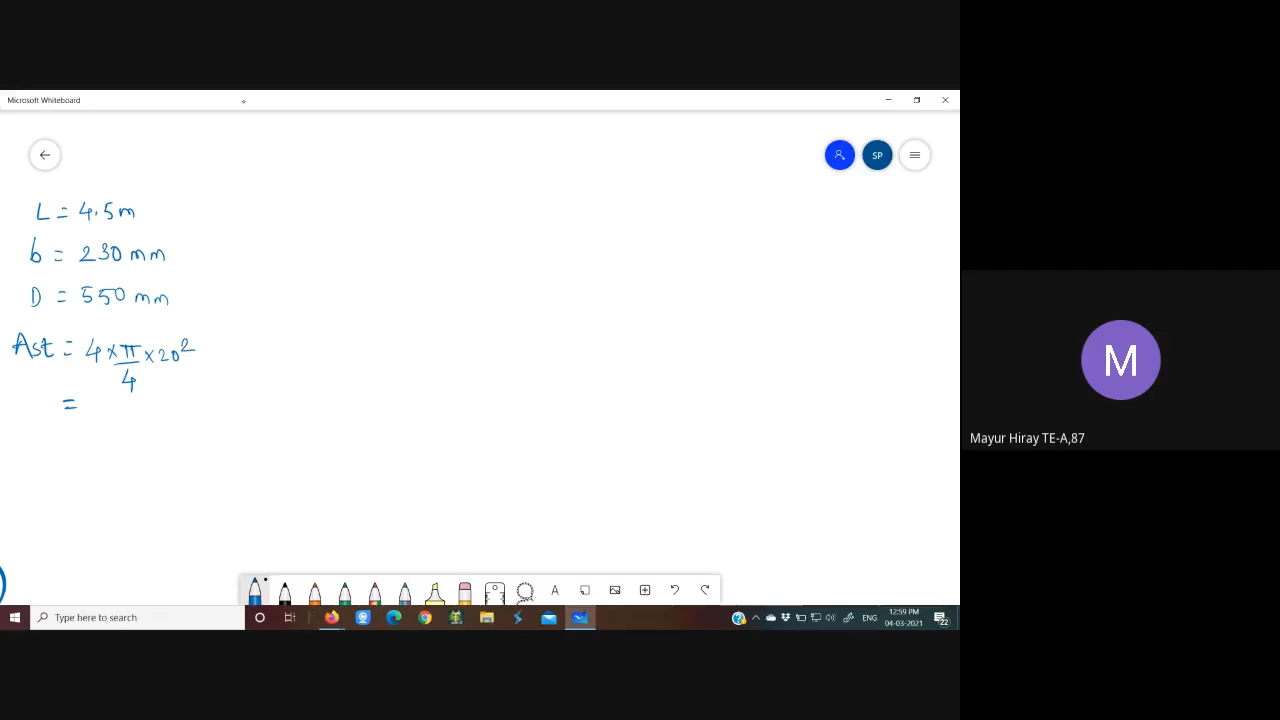 Microsoft Whiteboard
SP
L = 4.5m
b = 230 mm
D = 550 mm
Ast = 4 × π/4 × 20²
=
M
Mayur Hiray TE-A,87
A
Type here to search
ENG
12:59 PM
04-03-2021
22